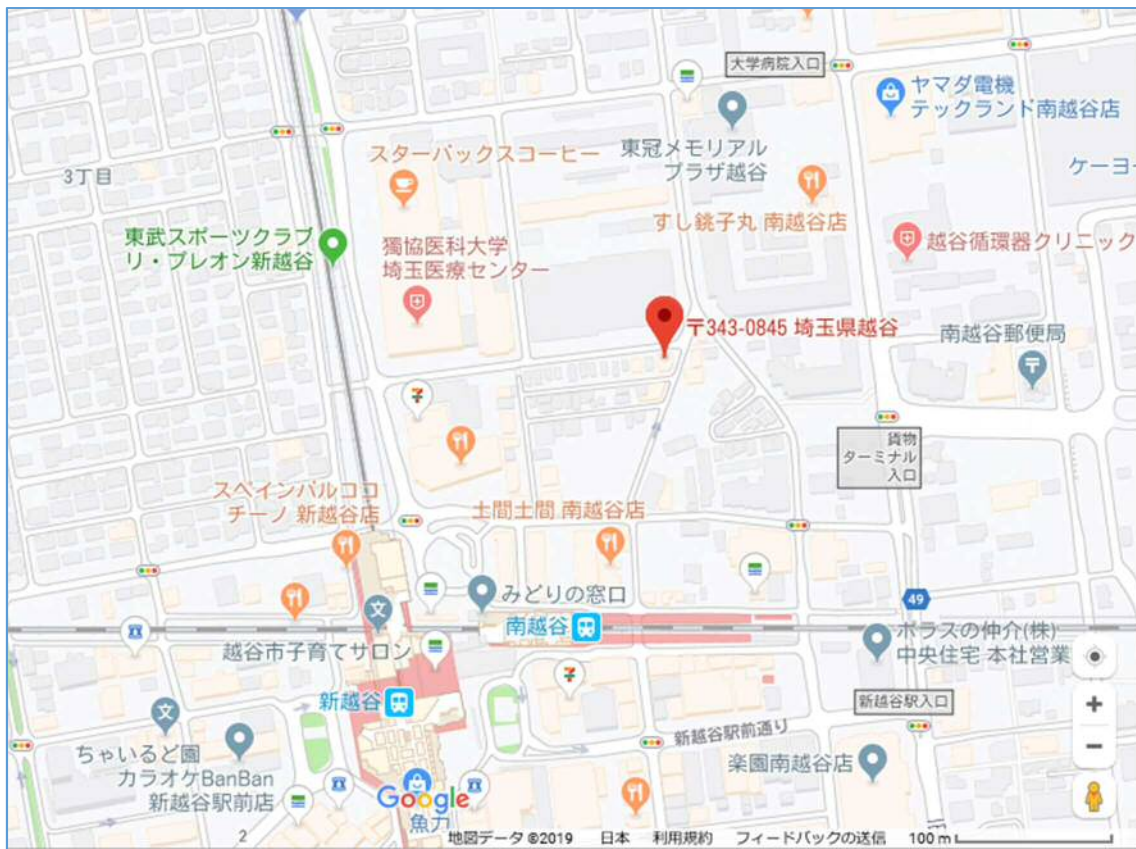 大学病院入口
ヤマダ電機
テックランド南越谷店
3丁目
スターバックスコーヒー
東冠メモリアル
プラザ越谷
ケーヨー
すし銚子丸 南越谷店
東武スポーツクラブ
リ・ブレオン新越谷
獨協医科大学
埼玉医療センター
越谷循環器クリニック
〒343-0845 埼玉県越谷
南越谷郵便局
貨物
ターミナル
入口
スペインバルココ
チーノ 新越谷店
土間土間 南越谷店
みどりの窓口
49
南越谷
越谷市子育てサロン
ポラスの仲介(株)
中央住宅 本社営業
新越谷
新越谷駅入口
新越谷駅前通り
ちゃいるど園
カラオケBanBan
新越谷駅前店
楽園南越谷店
Google
魚力
2
地図データ ©2019 日本 利用規約 フィードバックの送信 100 m